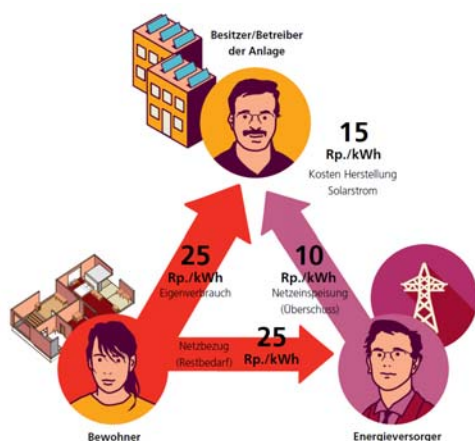 Besitzer/Betreiber
der Anlage
15
Rp./kWh
Kosten Herstellung
Solarstrom
25
Rp./kWh
Eigenverbrauch
10
Rp./kWh
Netzeinspeisung
(Überschuss)
Netzbezug
(Restbedarf)
25
Rp./kWh
Bewohner
Energieversorger